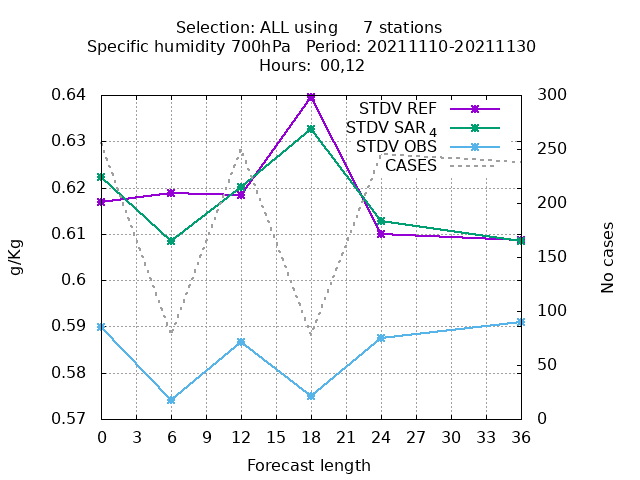 Selection: ALL using     7 stations
Specific humidity 700hPa   Period: 20211110-20211130
Hours:  00,12
0.64
0.63
0.62
0.61
0.6
0.59
0.58
0.57
g/Kg
300
250
200
150
100
50
0
No cases
STDV REF
STDV SAR4
STDV OBS
CASES
0 3 6 9 12 15 18 21 24 27 30 33 36
Forecast length